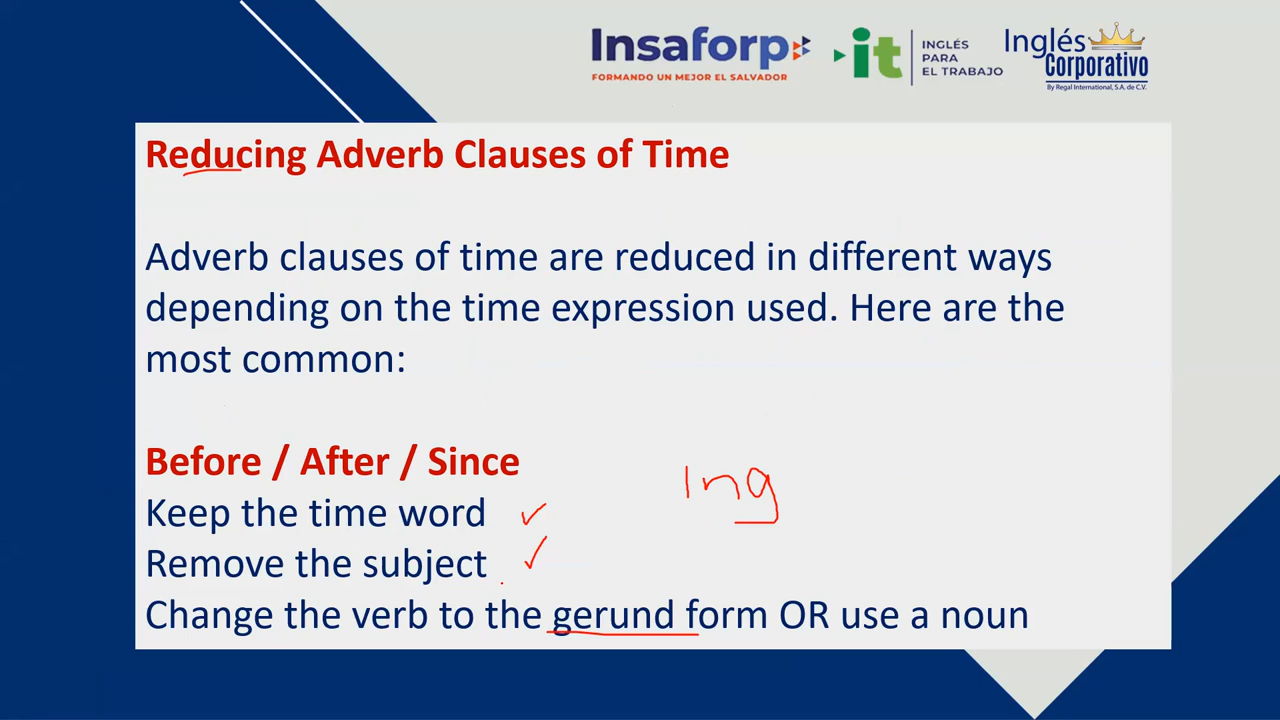 Insaforp
FORMANDO UN MEJOR EL SALVADOR
it
INGLÉS
PARA
EL TRABAJO
Inglés
Corporativo
By Regal International, S.A. de C.V.
Reducing Adverb Clauses of Time
Adverb clauses of time are reduced in different ways
depending on the time expression used. Here are the
most common:
Before / After / Since
Ing
Keep the time word
Remove the subject
Change the verb to the gerund form OR use a noun